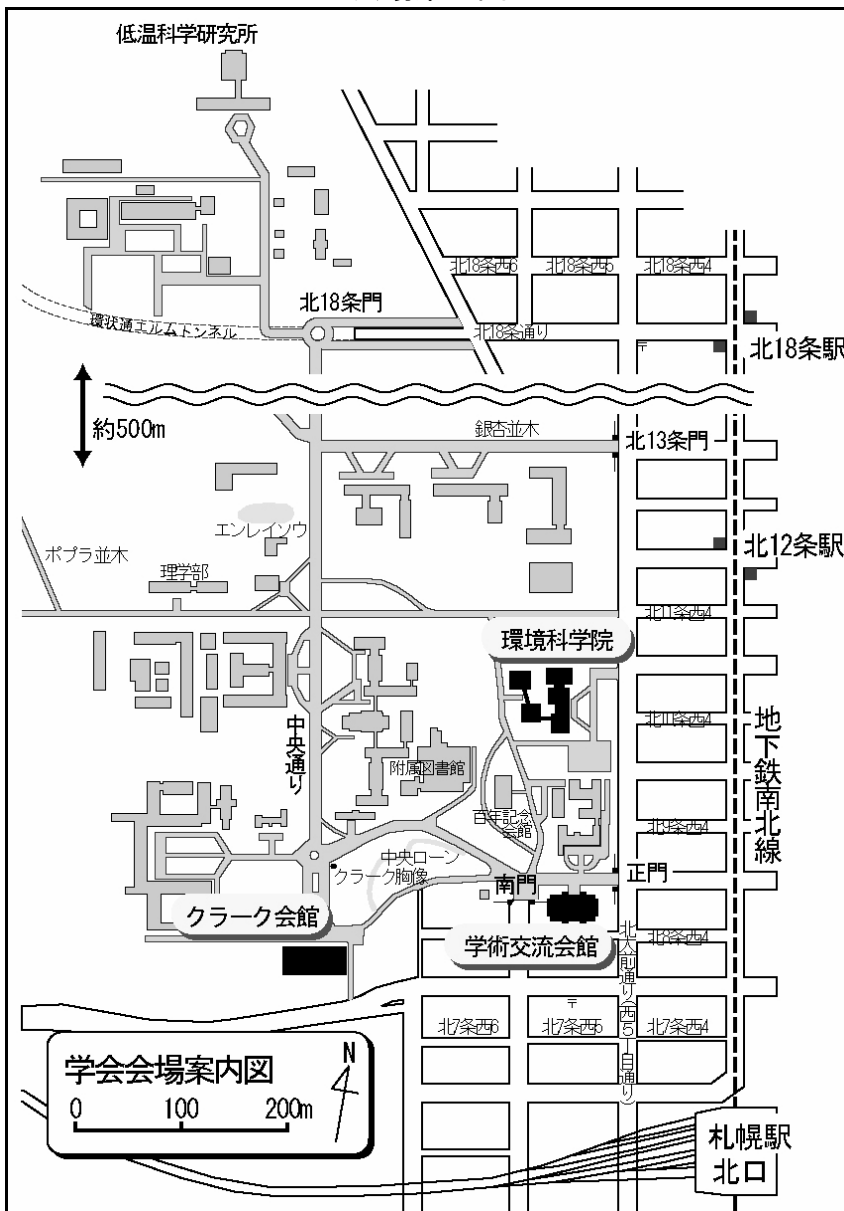 低温科学研究所
北18条西6
北18条西5
北18条西4
北18条門
環状通エルムトンネル
北18条通り
〒
北18条駅
約500m
銀杏並木
北13条門
エンレイソウ
北12条駅
ポプラ並木
理学部
北11条西4
環境科学院
北10条西4
地下鉄南北線
中央通り
附属図書館
百年記念
会館
北9条西4
中央ローン
クラーク胸像
南門
正門
クラーク会館
学術交流会館
北8条西4
北大前通り(西5丁目通り)
〒
北7条西6
北7条西5
北7条西4
学会会場案内図
N
0 100 200m
札幌駅
北口